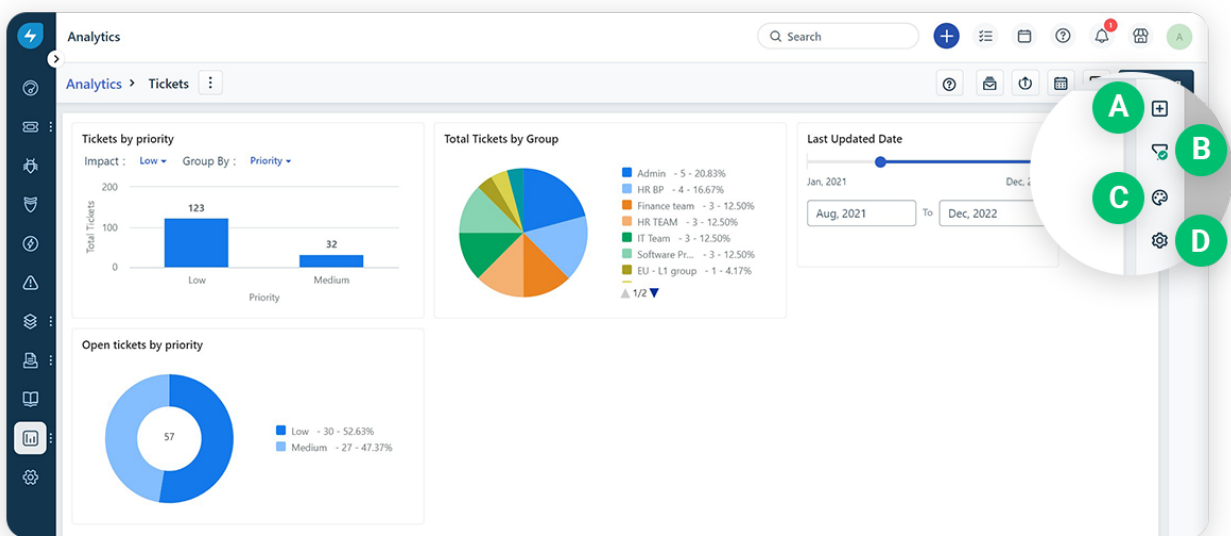 Analytics
Search
1
A
Analytics > Tickets
Tickets by priority
Impact : Low Group By : Priority
200
100
0
Total Tickets
123
32
Low
Medium
Priority
Total Tickets by Group
Admin - 5 - 20.83%
HR BP - 4 - 16.67%
Finance team - 3 - 12.50%
HR TEAM - 3 - 12.50%
IT Team - 3 - 12.50%
Software Pr... - 3 - 12.50%
EU - L1 group - 1 - 4.17%
1/2
Last Updated Date
Jan, 2021
Dec,
Aug, 2021 To Dec, 2022
A
B
C
D
Open tickets by priority
57
Low - 30 - 52.63%
Medium - 27 - 47.37%